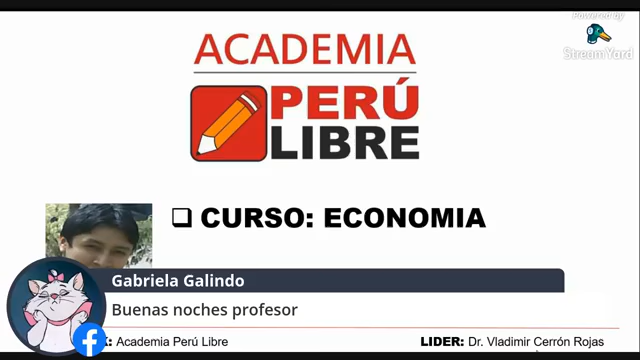 Powered by
StreamYard
ACADEMIA
PERÚ
LIBRE
CURSO: ECONOMIA
Gabriela Galindo
Buenas noches profesor
K: Academia Perú Libre
LIDER: Dr. Vladimir Cerrón Rojas